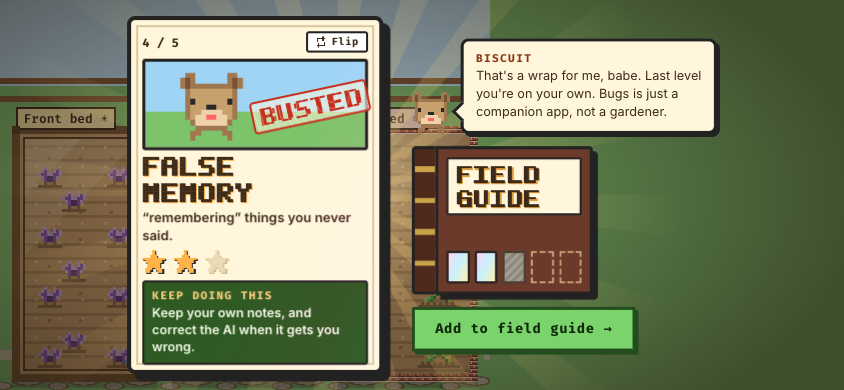 4 / 5
Flip
BUSTED
FALSE
MEMORY
“remembering” things you never
said.
KEEP DOING THIS
Keep your own notes, and
correct the AI when it gets you
wrong.
Front bed ☀
BISCUIT
That's a wrap for me, babe. Last level
you're on your own. Bugs is just a
companion app, not a gardener.
FIELD
GUIDE
Add to field guide →